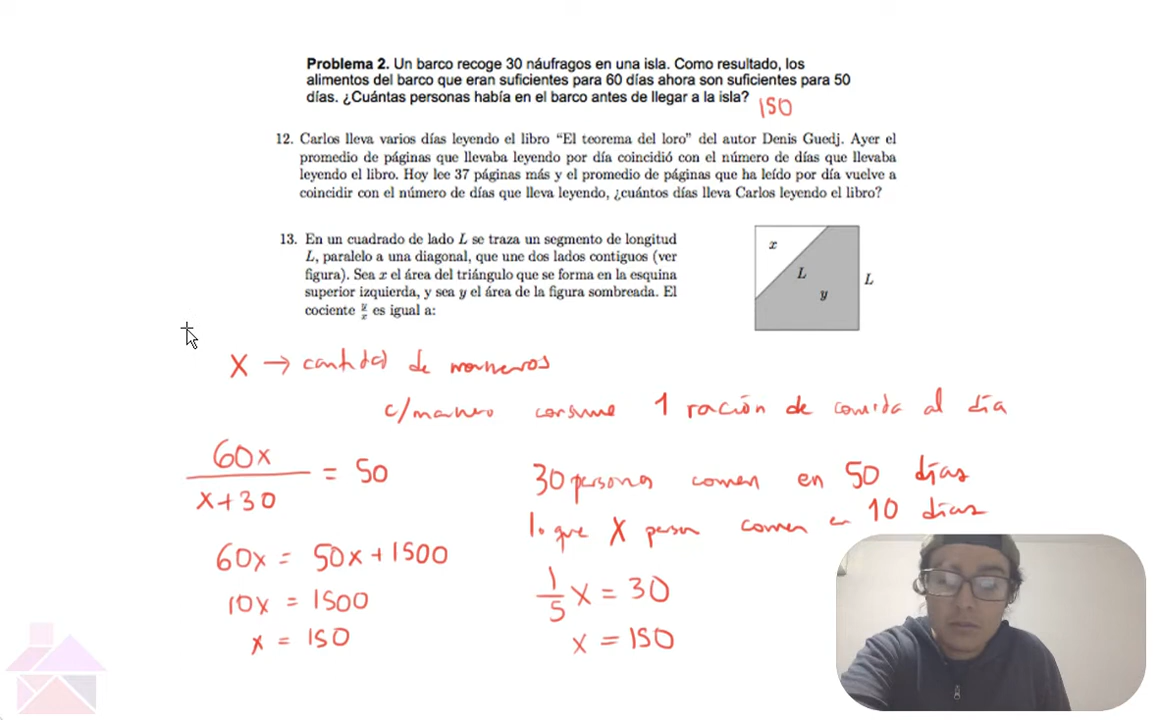 Problema 2. Un barco recoge 30 náufragos en una isla. Como resultado, los
alimentos del barco que eran suficientes para 60 días ahora son suficientes para 50
días. ¿Cuántas personas había en el barco antes de llegar a la isla?
150
12. Carlos lleva varios días leyendo el libro “El teorema del loro” del autor Denis Guedj. Ayer el
promedio de páginas que llevaba leyendo por día coincidió con el número de días que llevaba
leyendo el libro. Hoy lee 37 páginas más y el promedio de páginas que ha leído por día vuelve a
coincidir con el número de días que lleva leyendo, ¿cuántos días lleva Carlos leyendo el libro?
13. En un cuadrado de lado L se traza un segmento de longitud
L, paralelo a una diagonal, que une dos lados contiguos (ver
figura). Sea x el área del triángulo que se forma en la esquina
superior izquierda, y sea y el área de la figura sombreada. El
cociente y/x es igual a:
x
L
y
L
X → cantidad de marineros
c/marinero consume 1 ración de comida al día
60x
x+30
= 50
60x = 50x + 1500
10x = 1500
x = 150
30 personas comen en 50 días
lo que X person comen en 10 días
1/5 x = 30
x = 150